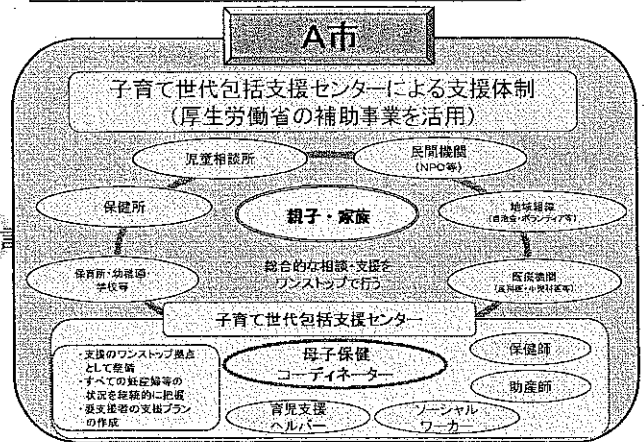 A市
子育て世代包括支援センターによる支援体制
(厚生労働省の補助事業を活用)
児童相談所
民間機関
(NPO等)
保健所
親子・家族
地域組織
(自治会・ボランティア等)
保育所・幼稚園・
学校等
総合的な相談・支援を
ワンストップで行う
医療機関
(産科医・小児科医等)
子育て世代包括支援センター
・支援のワンストップ拠点
として整備
・すべての妊産婦等の
状況を継続的に把握
・要支援者の支援プラン
の作成
母子保健
コーディネーター
保健師
助産師
育児支援
ヘルパー
ソーシャル
ワーカー